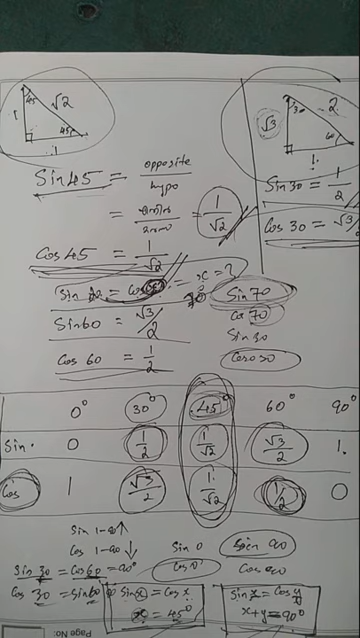 45 √2
1
45
1
30 2
√3
60
1
Sin 45 = opposite / hypo
= 1/√2
Sin 30 = 1/2
Cos 30 = √3/2
Cos 45 = 1/√2
x = ?
Sin 70
Sin 60 = √3/2
Cos 70
Sin 30
Cos 60 = 1/2
0° 30° 45° 60° 90°
Sin. 0 1/2 1/√2 √3/2 1.
Cos 1 √3/2 1/√2 1/2 0
Sin 1-90 ↑
Cos 1-90 ↓
Sin 0 Sin 90
Sin 30 = Cos 60 = 90° Cos 0 Cos 90
Cos 30 = Sin 60
Sin x = Cos x
x = 45°
Sin x = Cos y
x+y = 90°
Page No: